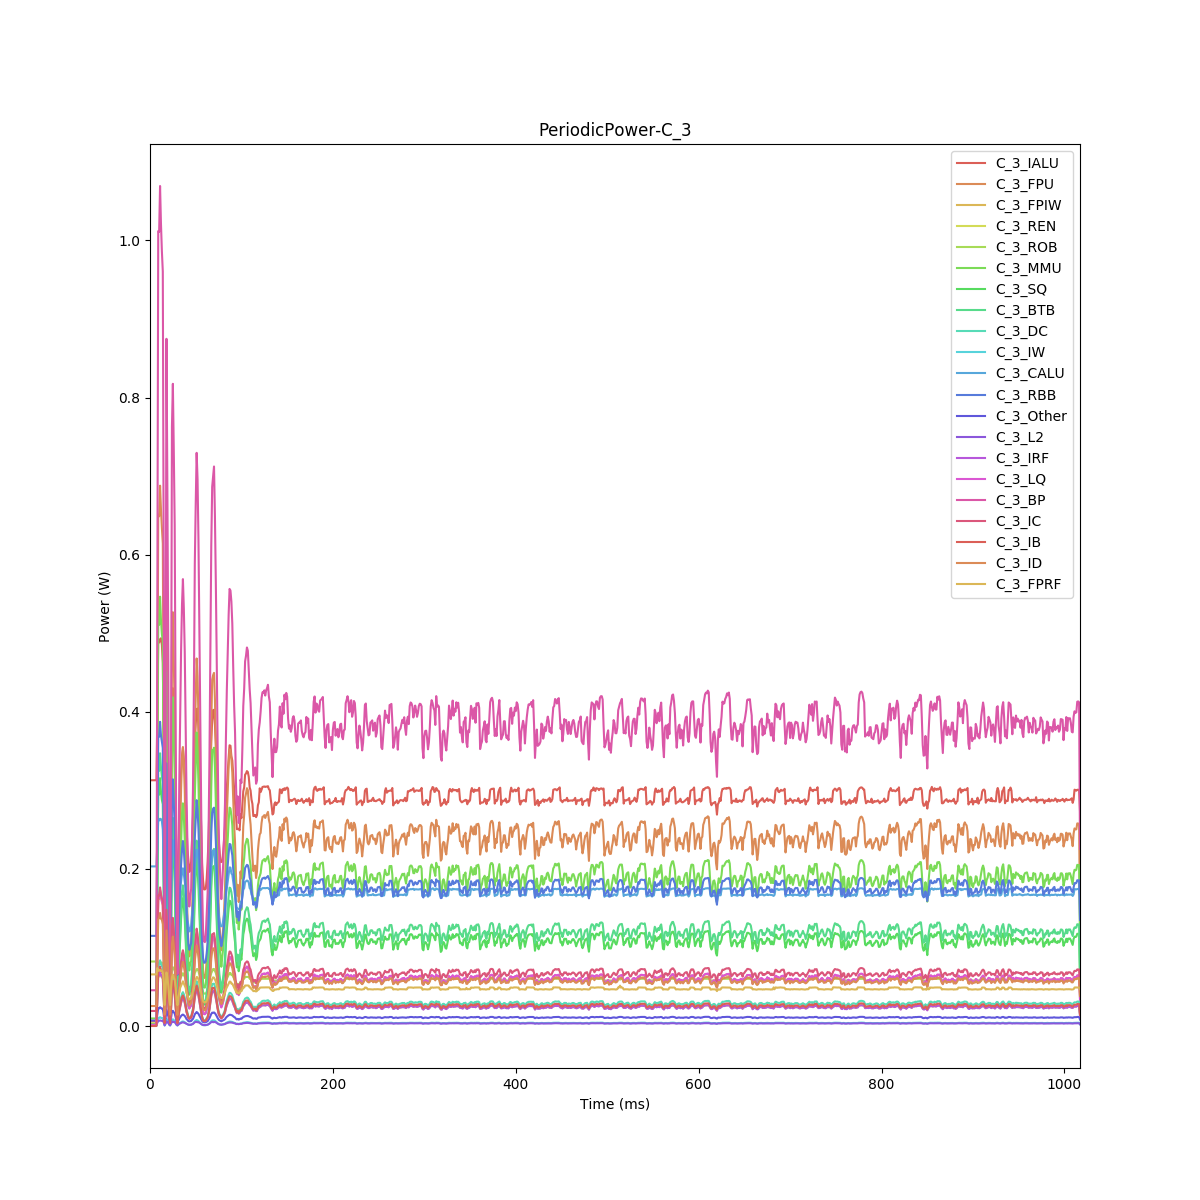 PeriodicPower-C_3
C_3_IALU
C_3_FPU
C_3_FPIW
C_3_REN
C_3_ROB
C_3_MMU
C_3_SQ
C_3_BTB
C_3_DC
C_3_IW
C_3_CALU
C_3_RBB
C_3_Other
C_3_L2
C_3_IRF
C_3_LQ
C_3_BP
C_3_IC
C_3_IB
C_3_ID
C_3_FPRF
1.0
0.8
0.6
0.4
0.2
0.0
Power (W)
0 200 400 600 800 1000
Time (ms)